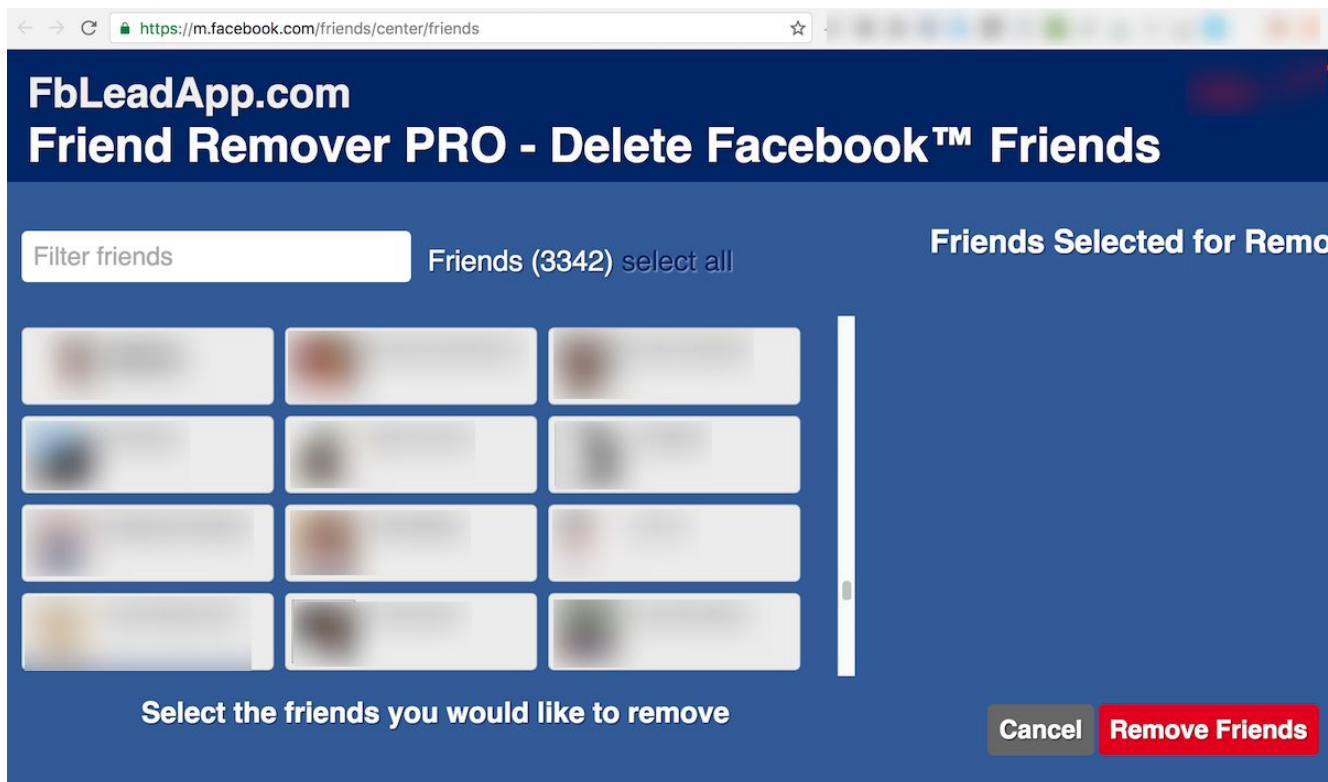 https://m.facebook.com/friends/center/friends
FbLeadApp.com
Friend Remover PRO - Delete Facebook™ Friends
Filter friends
Friends (3342) select all
Friends Selected for Remo
Select the friends you would like to remove
Cancel
Remove Friends